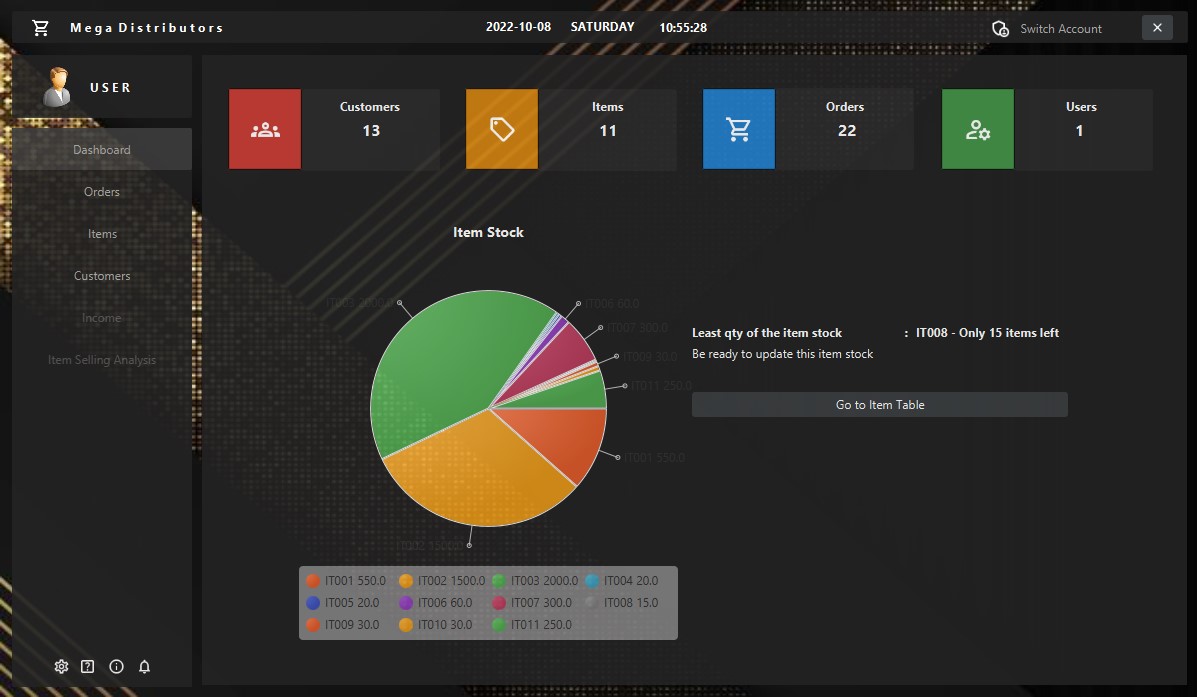 Mega Distributors
2022-10-08 SATURDAY 10:55:28
Switch Account
USER
Dashboard
Orders
Items
Customers
Income
Item Selling Analysis
Customers
13
Items
11
Orders
22
Users
1
Item Stock
IT003 2000.0
IT006 60.0
IT007 300.0
IT009 30.0
IT011 250.0
IT001 550.0
IT002 1500.0
Least qty of the item stock : IT008 - Only 15 items left
Be ready to update this item stock
Go to Item Table
IT001 550.0 IT002 1500.0 IT003 2000.0 IT004 20.0
IT005 20.0 IT006 60.0 IT007 300.0 IT008 15.0
IT009 30.0 IT010 30.0 IT011 250.0